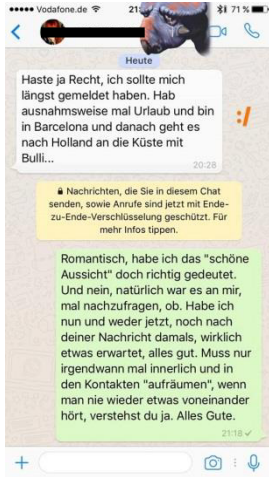 Vodafone.de
21:
71 %
Heute
Haste ja Recht, ich sollte mich
längst gemeldet haben. Hab
ausnahmsweise mal Urlaub und bin
in Barcelona und danach geht es
nach Holland an die Küste mit
Bulli...
20:28
:/
Nachrichten, die Sie in diesem Chat
senden, sowie Anrufe sind jetzt mit Ende-
zu-Ende-Verschlüsselung geschützt. Für
mehr Infos tippen.
Romantisch, habe ich das "schöne
Aussicht" doch richtig gedeutet.
Und nein, natürlich war es an mir,
mal nachzufragen, ob. Habe ich
nun und weder jetzt, noch nach
deiner Nachricht damals, wirklich
etwas erwartet, alles gut. Muss nur
irgendwann mal innerlich und in
den Kontakten "aufräumen", wenn
man nie wieder etwas voneinander
hört, verstehst du ja. Alles Gute.
21:18